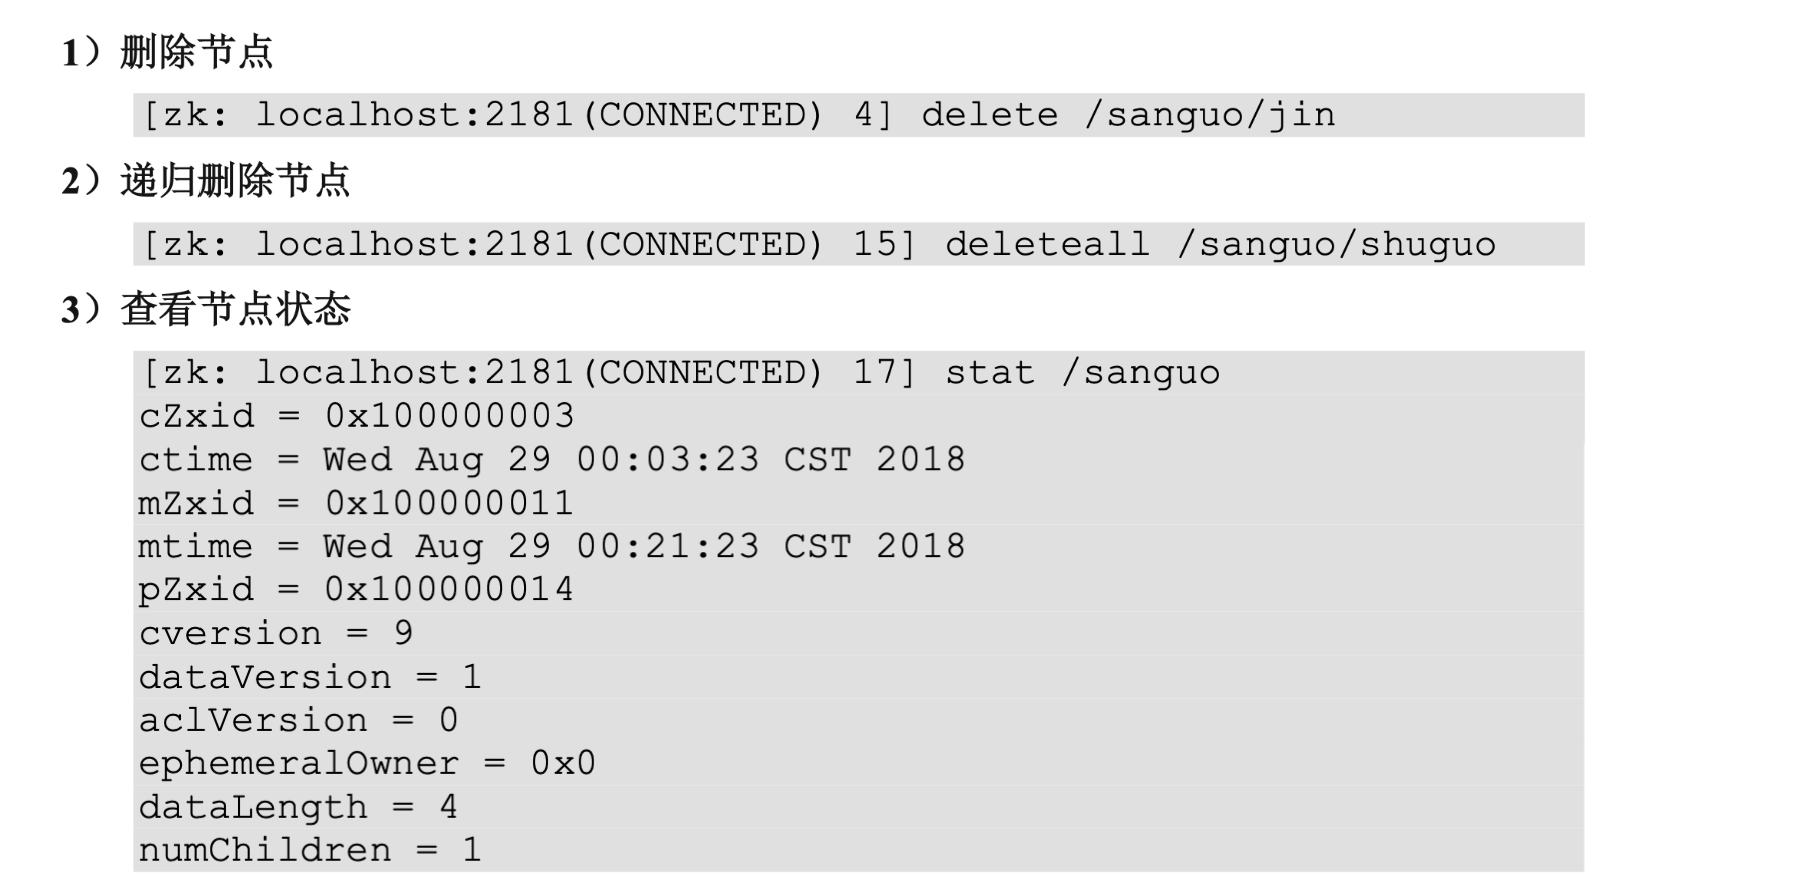 1）删除节点
[zk: localhost:2181(CONNECTED) 4] delete /sanguo/jin
2）递归删除节点
[zk: localhost:2181(CONNECTED) 15] deleteall /sanguo/shuguo
3）查看节点状态
[zk: localhost:2181(CONNECTED) 17] stat /sanguo
cZxid = 0x100000003
ctime = Wed Aug 29 00:03:23 CST 2018
mZxid = 0x100000011
mtime = Wed Aug 29 00:21:23 CST 2018
pZxid = 0x100000014
cversion = 9
dataVersion = 1
aclVersion = 0
ephemeralOwner = 0x0
dataLength = 4
numChildren = 1